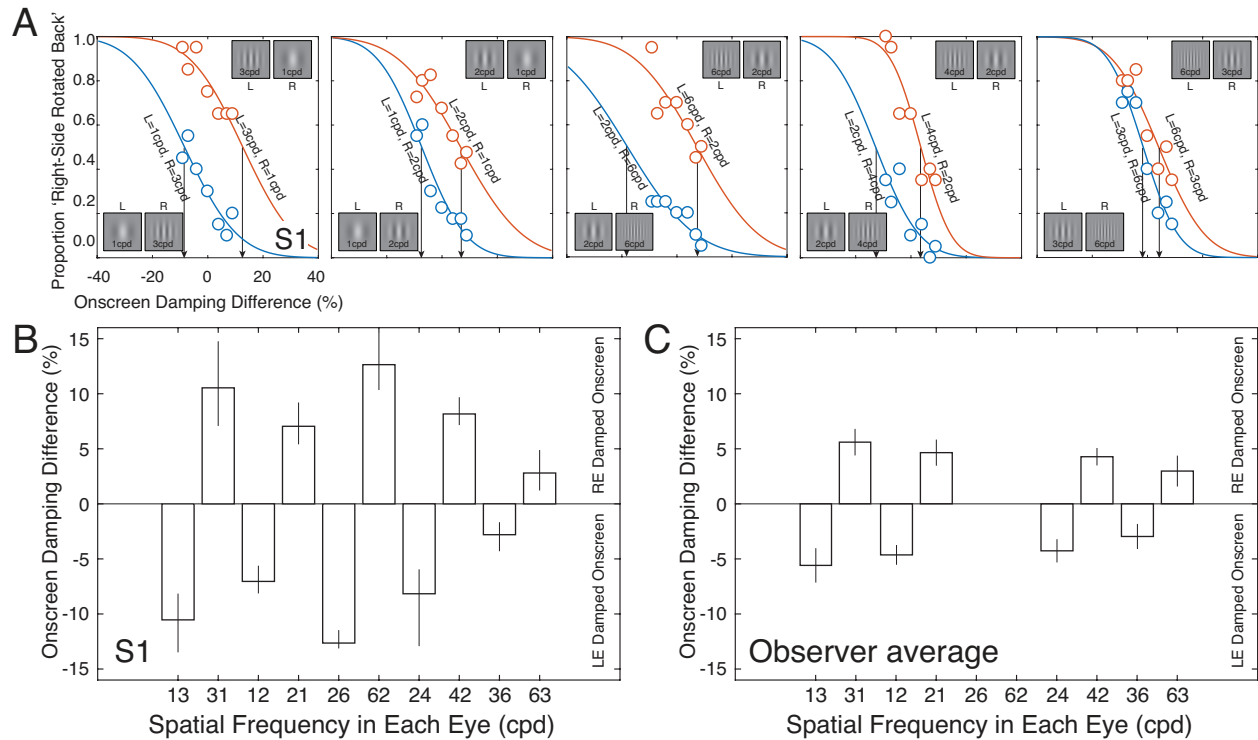 A
Proportion 'Right-Side Rotated Back'
1.0
0.8
0.6
0.4
0.2
0.0
-40
-20
0
20
40
Onscreen Damping Difference (%)
3cpd
1cpd
L
R
L=1cpd, R=3cpd
L=3cpd, R=1cpd
L
R
1cpd
3cpd
S1
2cpd
1cpd
L
R
L=1cpd, R=2cpd
L=2cpd, R=1cpd
L
R
1cpd
2cpd
6cpd
2cpd
L
R
L=2cpd, R=6cpd
L=6cpd, R=2cpd
L
R
2cpd
6cpd
4cpd
2cpd
L
R
L=2cpd, R=4cpd
L=4cpd, R=2cpd
L
R
2cpd
4cpd
6cpd
3cpd
L
R
L=3cpd, R=6cpd
L=6cpd, R=3cpd
L
R
3cpd
6cpd
B
Onscreen Damping Difference (%)
15
10
5
0
-5
-10
-15
RE Damped Onscreen
LE Damped Onscreen
S1
13 31 12 21 26 62 24 42 36 63
Spatial Frequency in Each Eye (cpd)
C
Onscreen Damping Difference (%)
15
10
5
0
-5
-10
-15
RE Damped Onscreen
LE Damped Onscreen
Observer average
13 31 12 21 26 62 24 42 36 63
Spatial Frequency in Each Eye (cpd)